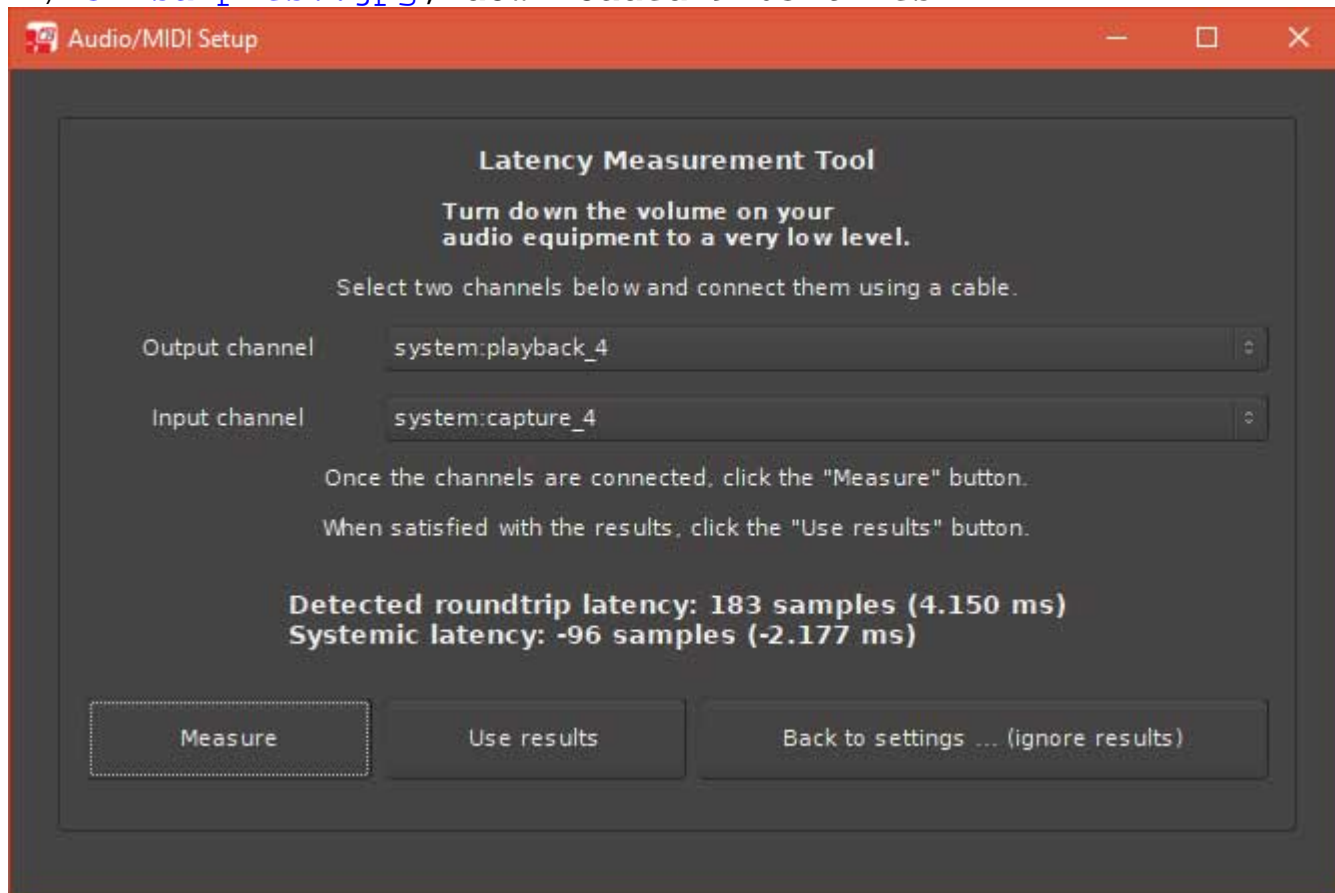 Audio/MIDI Setup
Latency Measurement Tool
Turn down the volume on your
audio equipment to a very low level.
Select two channels below and connect them using a cable.
Output channel system:playback_4
Input channel system:capture_4
Once the channels are connected, click the "Measure" button.
When satisfied with the results, click the "Use results" button.
Detected roundtrip latency: 183 samples (4.150 ms)
Systemic latency: -96 samples (-2.177 ms)
Measure Use results Back to settings ... (ignore results)